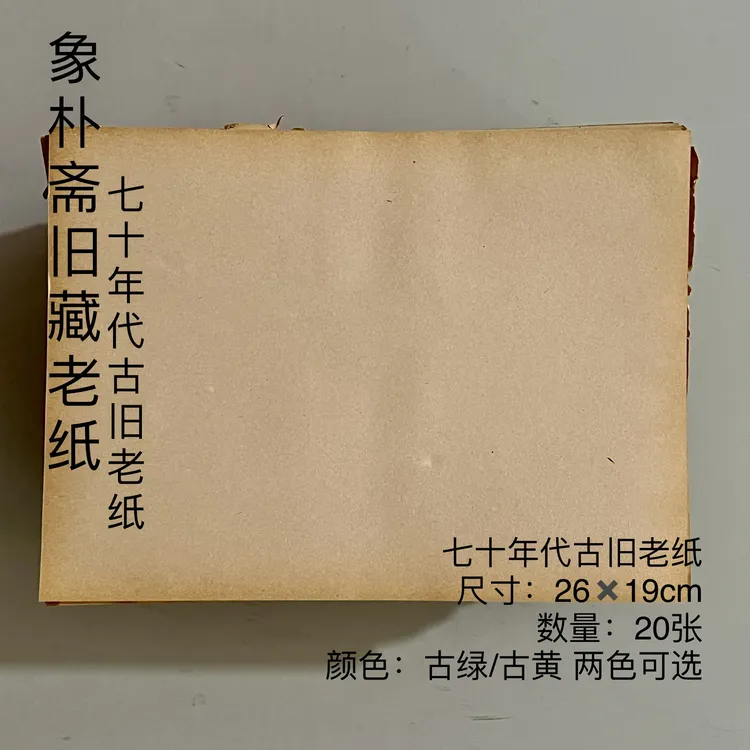 象朴斋旧藏老纸
七十年代古旧老纸
七十年代古旧老纸
尺寸：26✖️19cm
数量：20张
颜色：古绿/古黄 两色可选